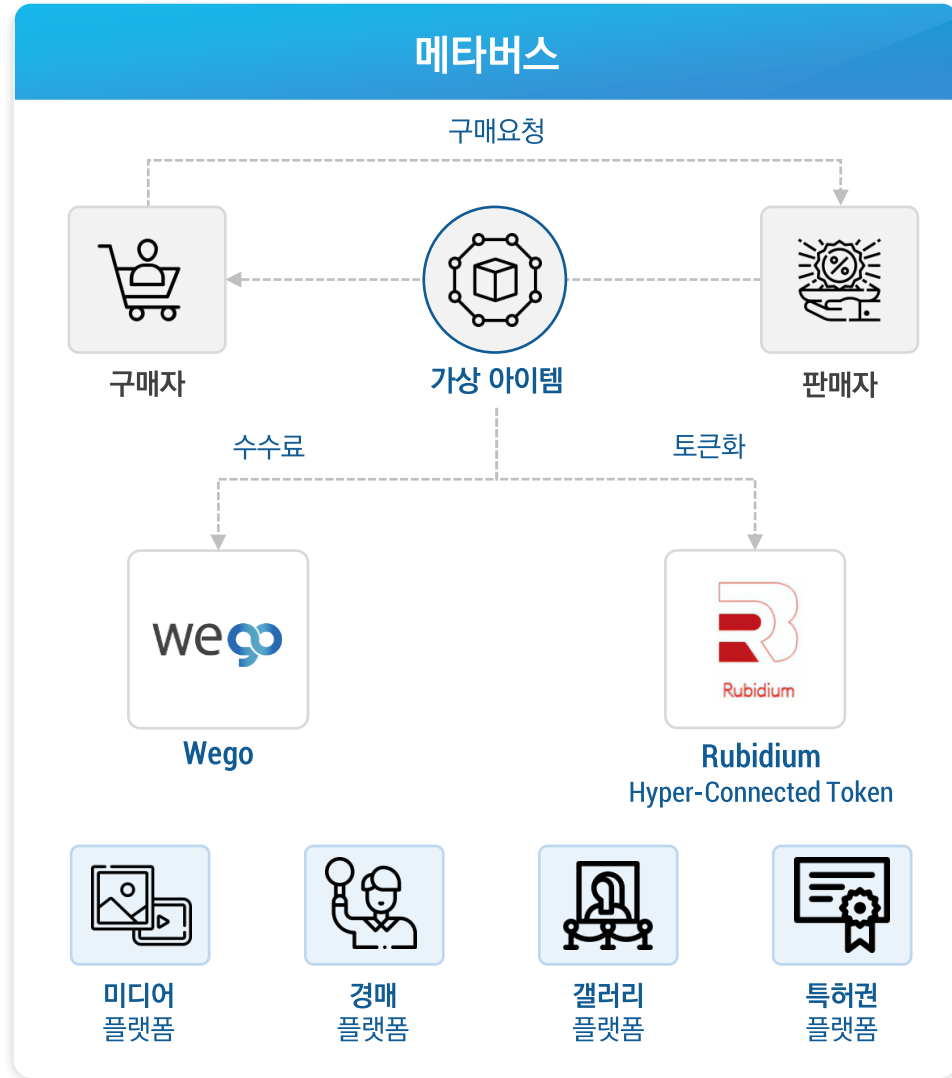 메타버스
구매요청
%
구매자
가상 아이템
판매자
수수료
토큰화
wego
R
Rubidium
Wego
Rubidium
Hyper-Connected Token
미디어
플랫폼
경매
플랫폼
갤러리
플랫폼
특허권
플랫폼